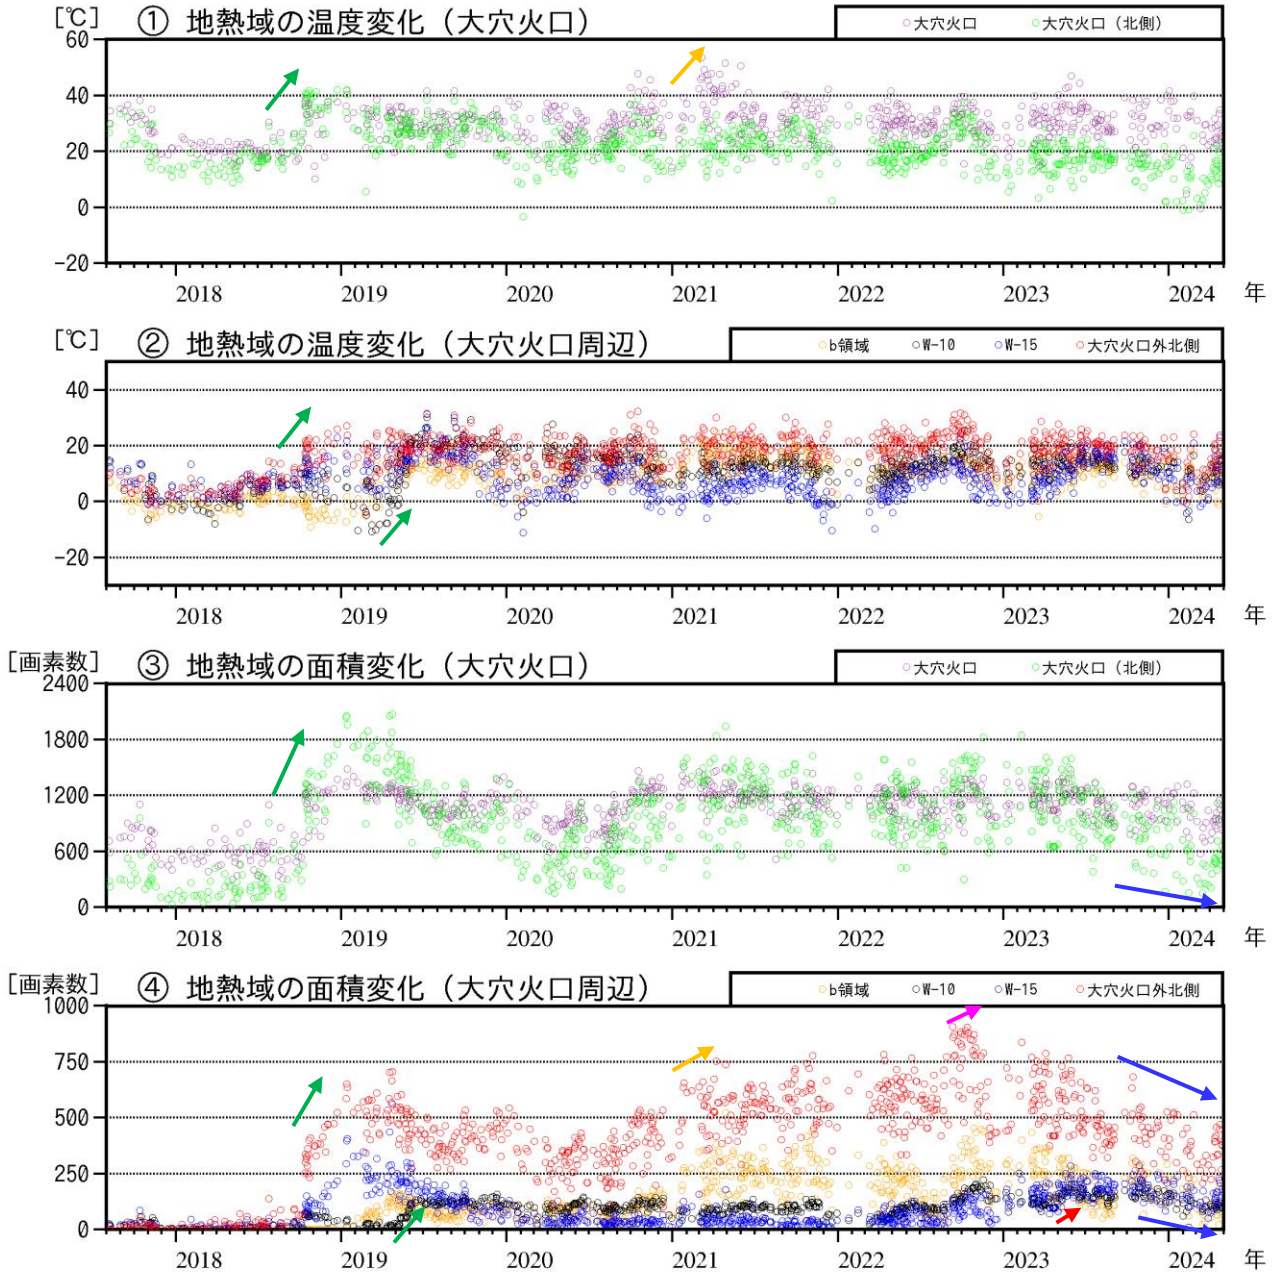 [℃] ① 地熱域の温度変化（大穴火口） ○大穴火口 ○大穴火口（北側）
60
40
20
0
-20
2018 2019 2020 2021 2022 2023 2024 年
[℃] ② 地熱域の温度変化（大穴火口周辺） ○b領域 ○W-10 ○W-15 ○大穴火口外北側
40
20
0
-20
2018 2019 2020 2021 2022 2023 2024 年
[画素数] ③ 地熱域の面積変化（大穴火口） ○大穴火口 ○大穴火口（北側）
2400
1800
1200
600
0
2018 2019 2020 2021 2022 2023 2024 年
[画素数] ④ 地熱域の面積変化（大穴火口周辺） ○b領域 ○W-10 ○W-15 ○大穴火口外北側
1000
750
500
250
0
2018 2019 2020 2021 2022 2023 2024 年